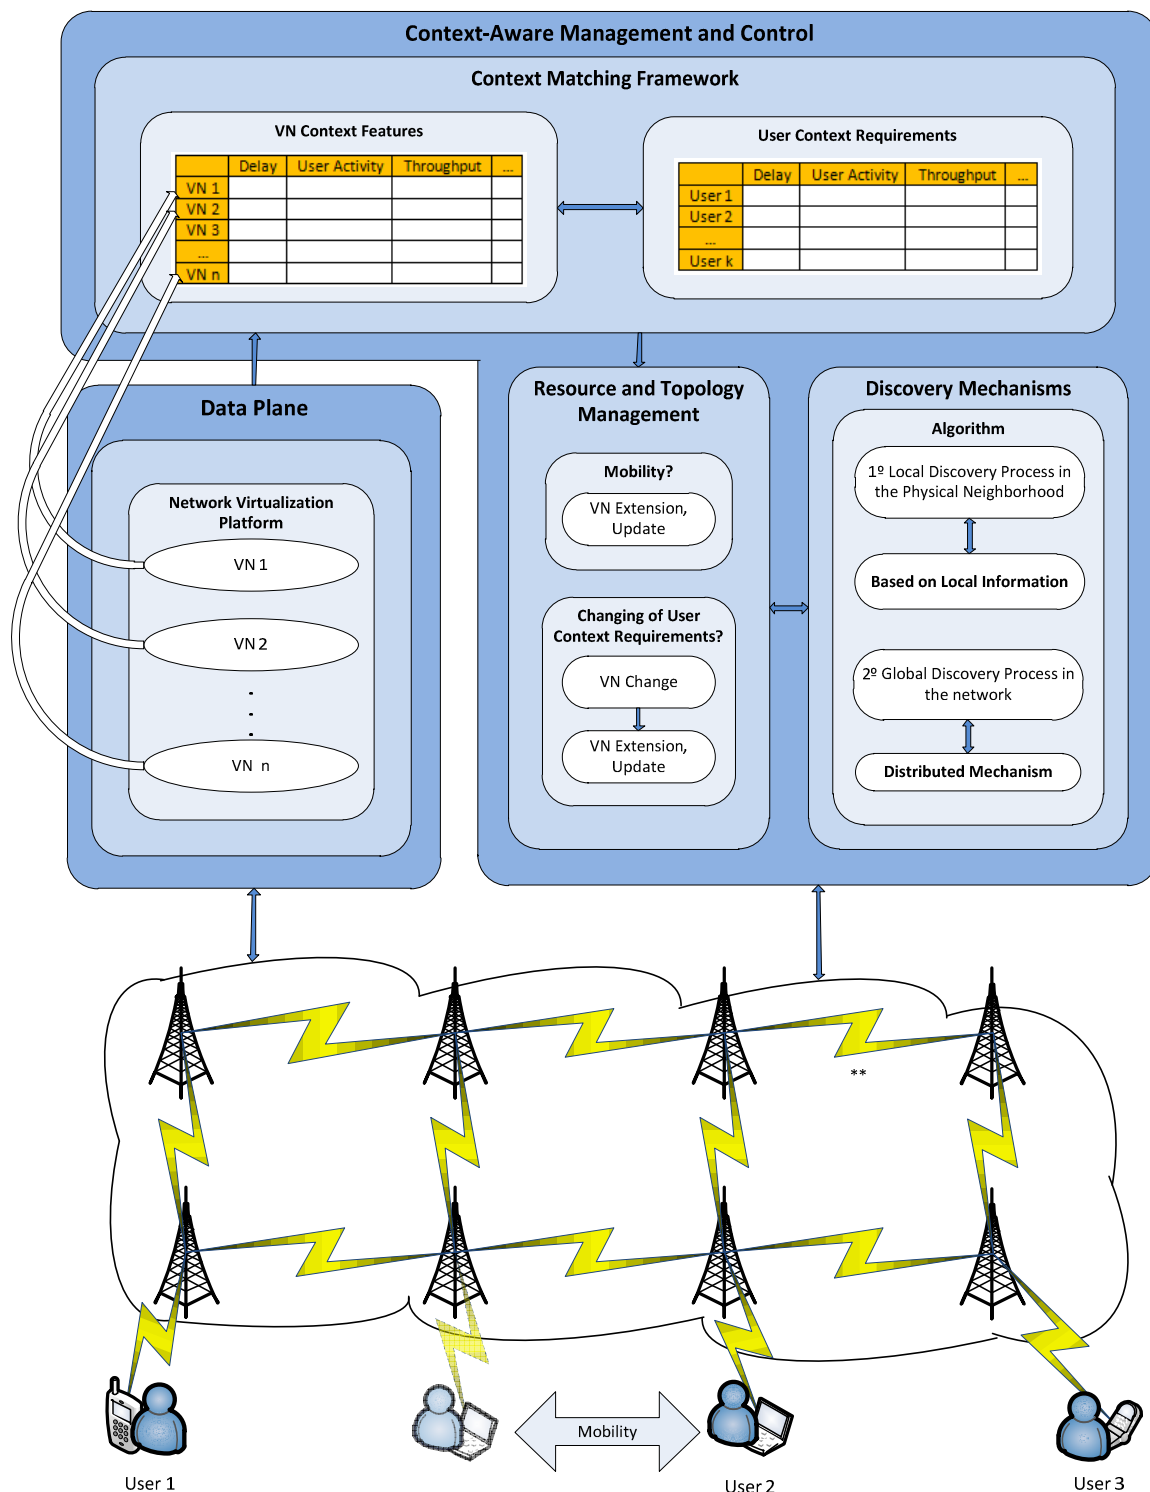 Context-Aware Management and Control
Context Matching Framework
VN Context Features
Delay User Activity Throughput ...
VN 1
VN 2
VN 3
...
VN n
User Context Requirements
Delay User Activity Throughput ...
User 1
User 2
...
User k
Data Plane
Network Virtualization
Platform
VN 1
VN 2
.
.
.
VN n
Resource and Topology
Management
Mobility?
VN Extension,
Update
Changing of User
Context Requirements?
VN Change
VN Extension,
Update
Discovery Mechanisms
Algorithm
1º Local Discovery Process in
the Physical Neighborhood
Based on Local Information
2º Global Discovery Process in
the network
Distributed Mechanism
**
Mobility
User 1
User 2
User 3